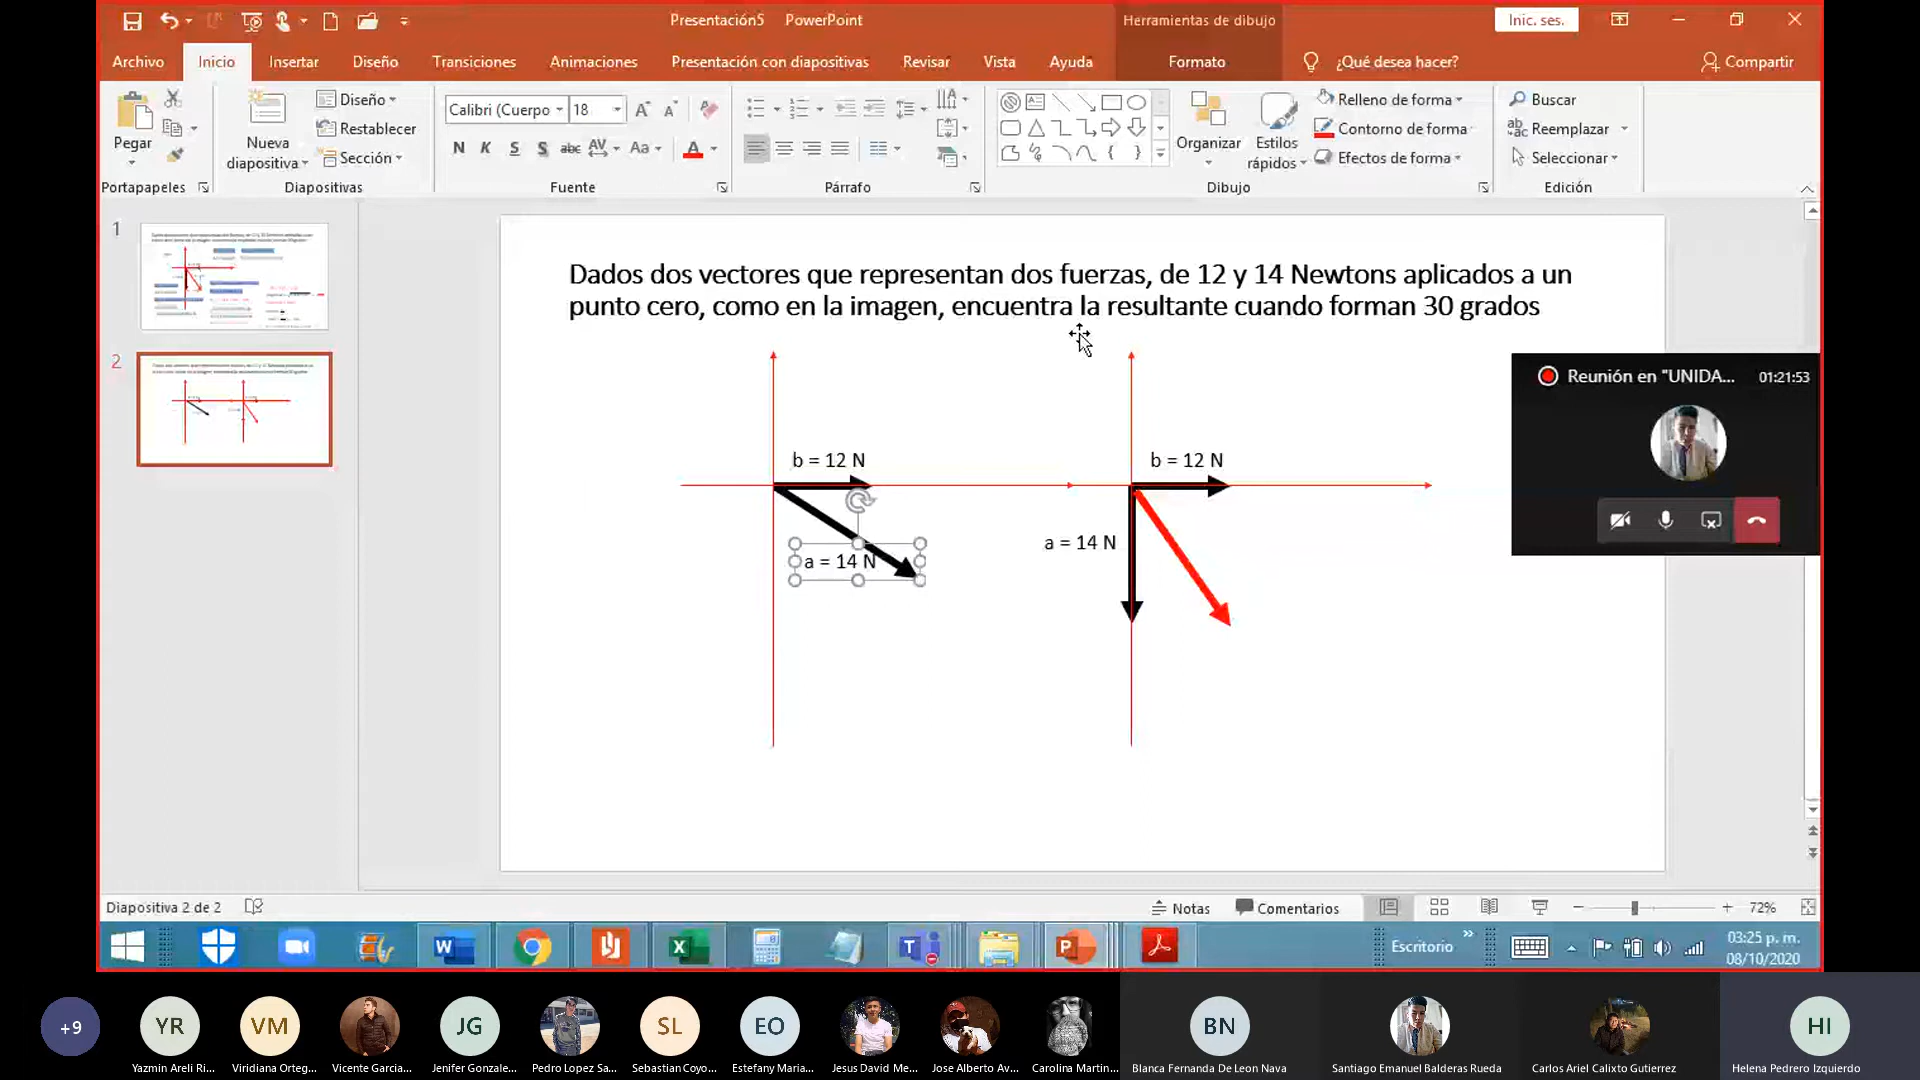 Presentación5 PowerPoint
Herramientas de dibujo
Inic. ses.
Archivo
Inicio
Insertar
Diseño
Transiciones
Animaciones
Presentación con diapositivas
Revisar
Vista
Ayuda
Formato
¿Qué desea hacer?
Compartir
Pegar
Portapapeles
Nueva
diapositiva
Diseño
Restablecer
Sección
Diapositivas
Calibri (Cuerpo
18
N K S S abc AV Aa A
Fuente
Párrafo
Organizar
Estilos
rápidos
Relleno de forma
Contorno de forma
Efectos de forma
Dibujo
Buscar
Reemplazar
Seleccionar
Edición
1
2
Dados dos vectores que representan dos fuerzas, de 12 y 14 Newtons aplicados a un
punto cero, como en la imagen, encuentra la resultante cuando forman 30 grados
b = 12 N
a = 14 N
b = 12 N
a = 14 N
Reunión en "UNIDA...
01:21:53
Diapositiva 2 de 2
Notas
Comentarios
72%
Escritorio
03:25 p. m.
08/10/2020
+9
YR
VM
JG
SL
EO
BN
HI
Yazmin Areli Ri...
Viridiana Orteg...
Vicente Garcia...
Jenifer Gonzale...
Pedro Lopez Sa...
Sebastian Coyo...
Estefany Maria...
Jesus David Me...
Jose Alberto Av...
Carolina Martin...
Blanca Fernanda De Leon Nava
Santiago Emanuel Balderas Rueda
Carlos Ariel Calixto Gutierrez
Helena Pedrero Izquierdo